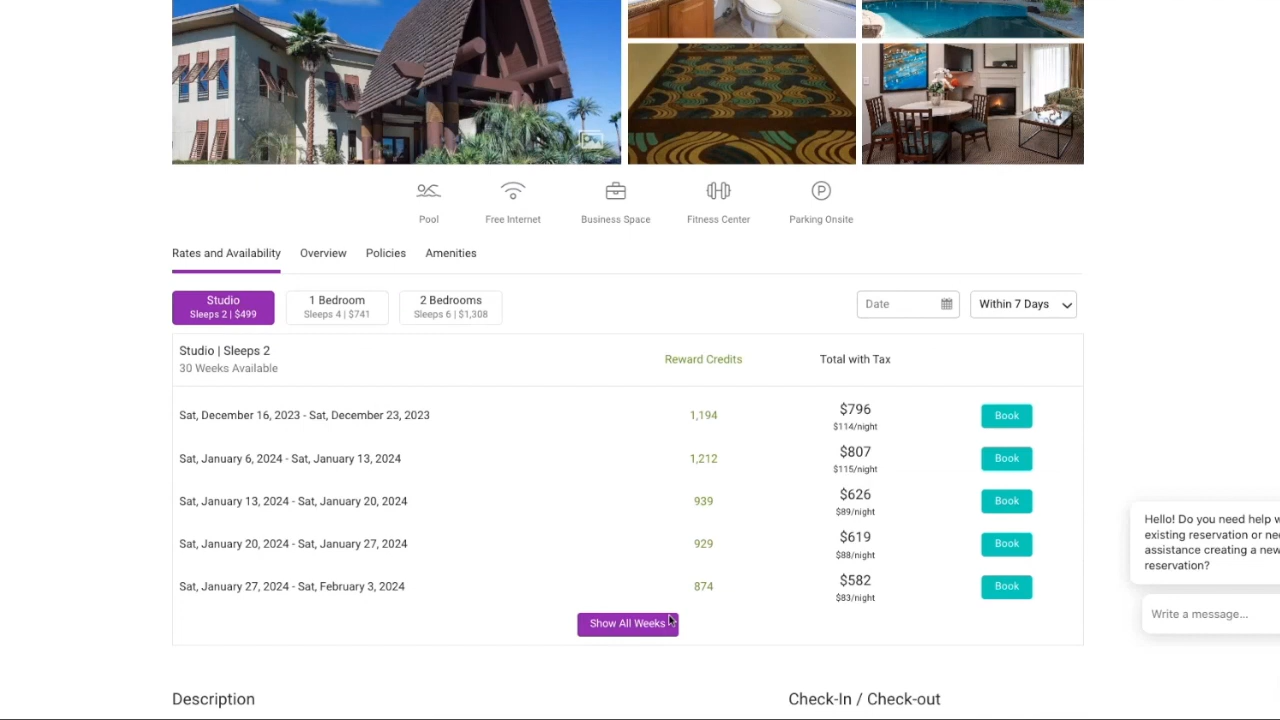 Pool Free Internet Business Space Fitness Center Parking Onsite
Rates and Availability Overview Policies Amenities
Studio
Sleeps 2 | $499
1 Bedroom
Sleeps 4 | $741
2 Bedrooms
Sleeps 6 | $1,308
Date
Within 7 Days
Studio | Sleeps 2
30 Weeks Available
Reward Credits
Total with Tax
Sat, December 16, 2023 - Sat, December 23, 2023 1,194 $796 Book
$114/night
Sat, January 6, 2024 - Sat, January 13, 2024 1,212 $807 Book
$115/night
Sat, January 13, 2024 - Sat, January 20, 2024 939 $626 Book
$89/night
Sat, January 20, 2024 - Sat, January 27, 2024 929 $619 Book
$88/night
Sat, January 27, 2024 - Sat, February 3, 2024 874 $582 Book
$83/night
Show All Weeks
Hello! Do you need help w
existing reservation or nee
assistance creating a new
reservation?
Write a message...
Description
Check-In / Check-out